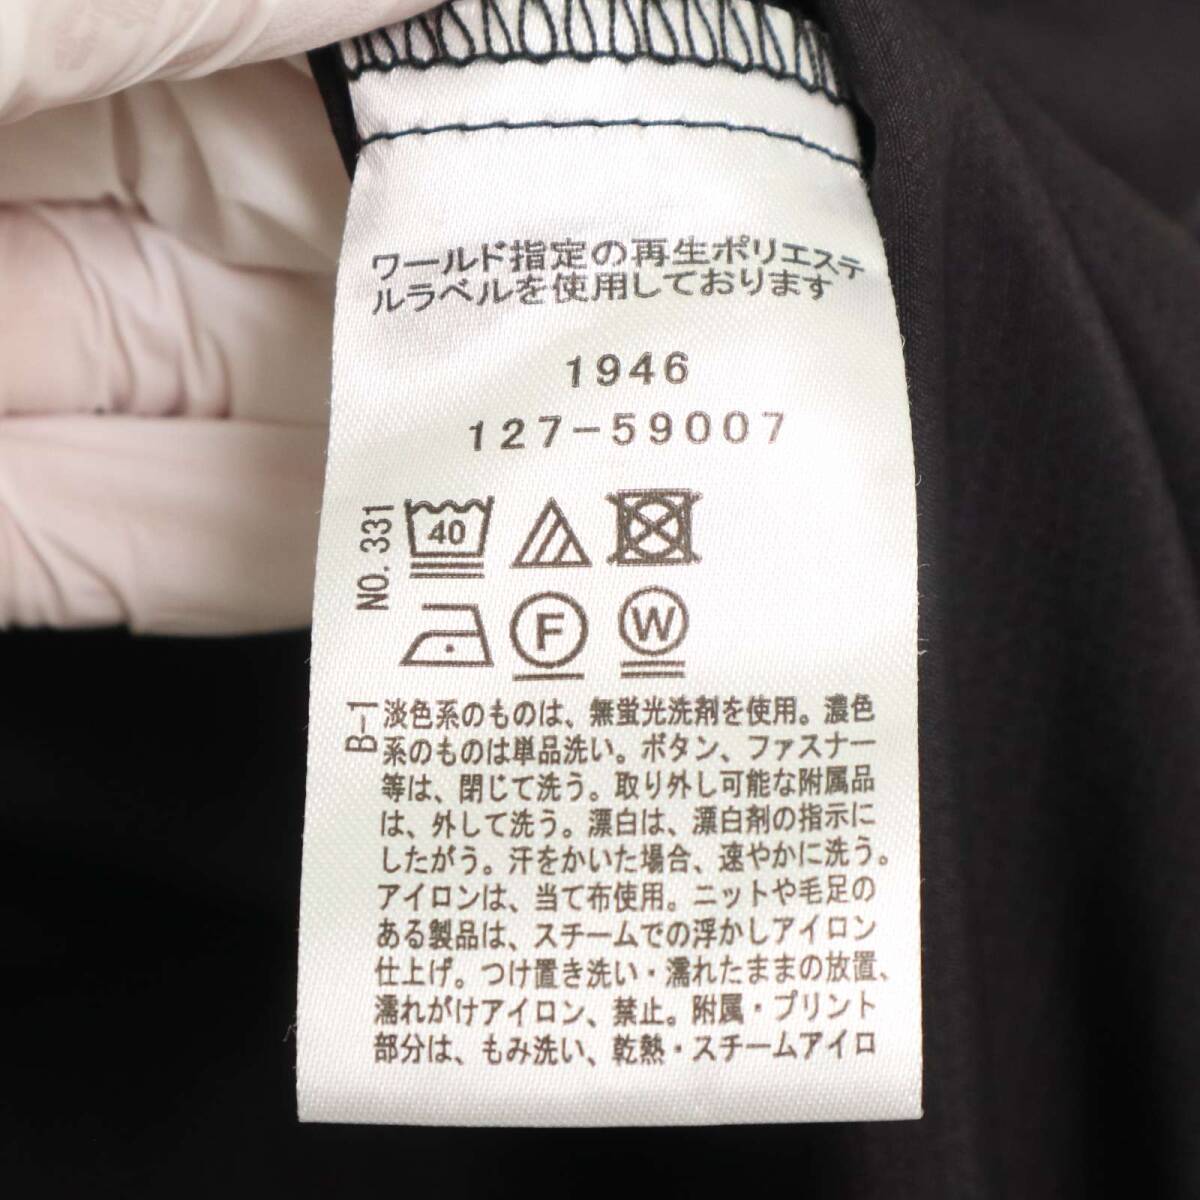 ワールド指定の再生ポリエステ
ルラベルを使用しております
1946
127-59007
NO.331
40
F
W
B-1
淡色系のものは、無蛍光洗剤を使用。濃色
系のものは単品洗い。ボタン、ファスナー
等は、閉じて洗う。取り外し可能な附属品
は、外して洗う。漂白は、漂白剤の指示に
したがう。汗をかいた場合、速やかに洗う。
アイロンは、当て布使用。ニットや毛足の
ある製品は、スチームでの浮かしアイロン
仕上げ。つけ置き洗い・濡れたままの放置、
濡れがけアイロン、禁止。附属・プリント
部分は、もみ洗い、乾熱・スチームアイロ